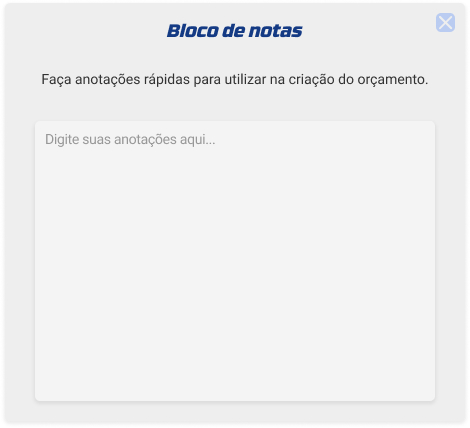 Bloco de notas
Faça anotações rápidas para utilizar na criação do orçamento.
Digite suas anotações aqui...